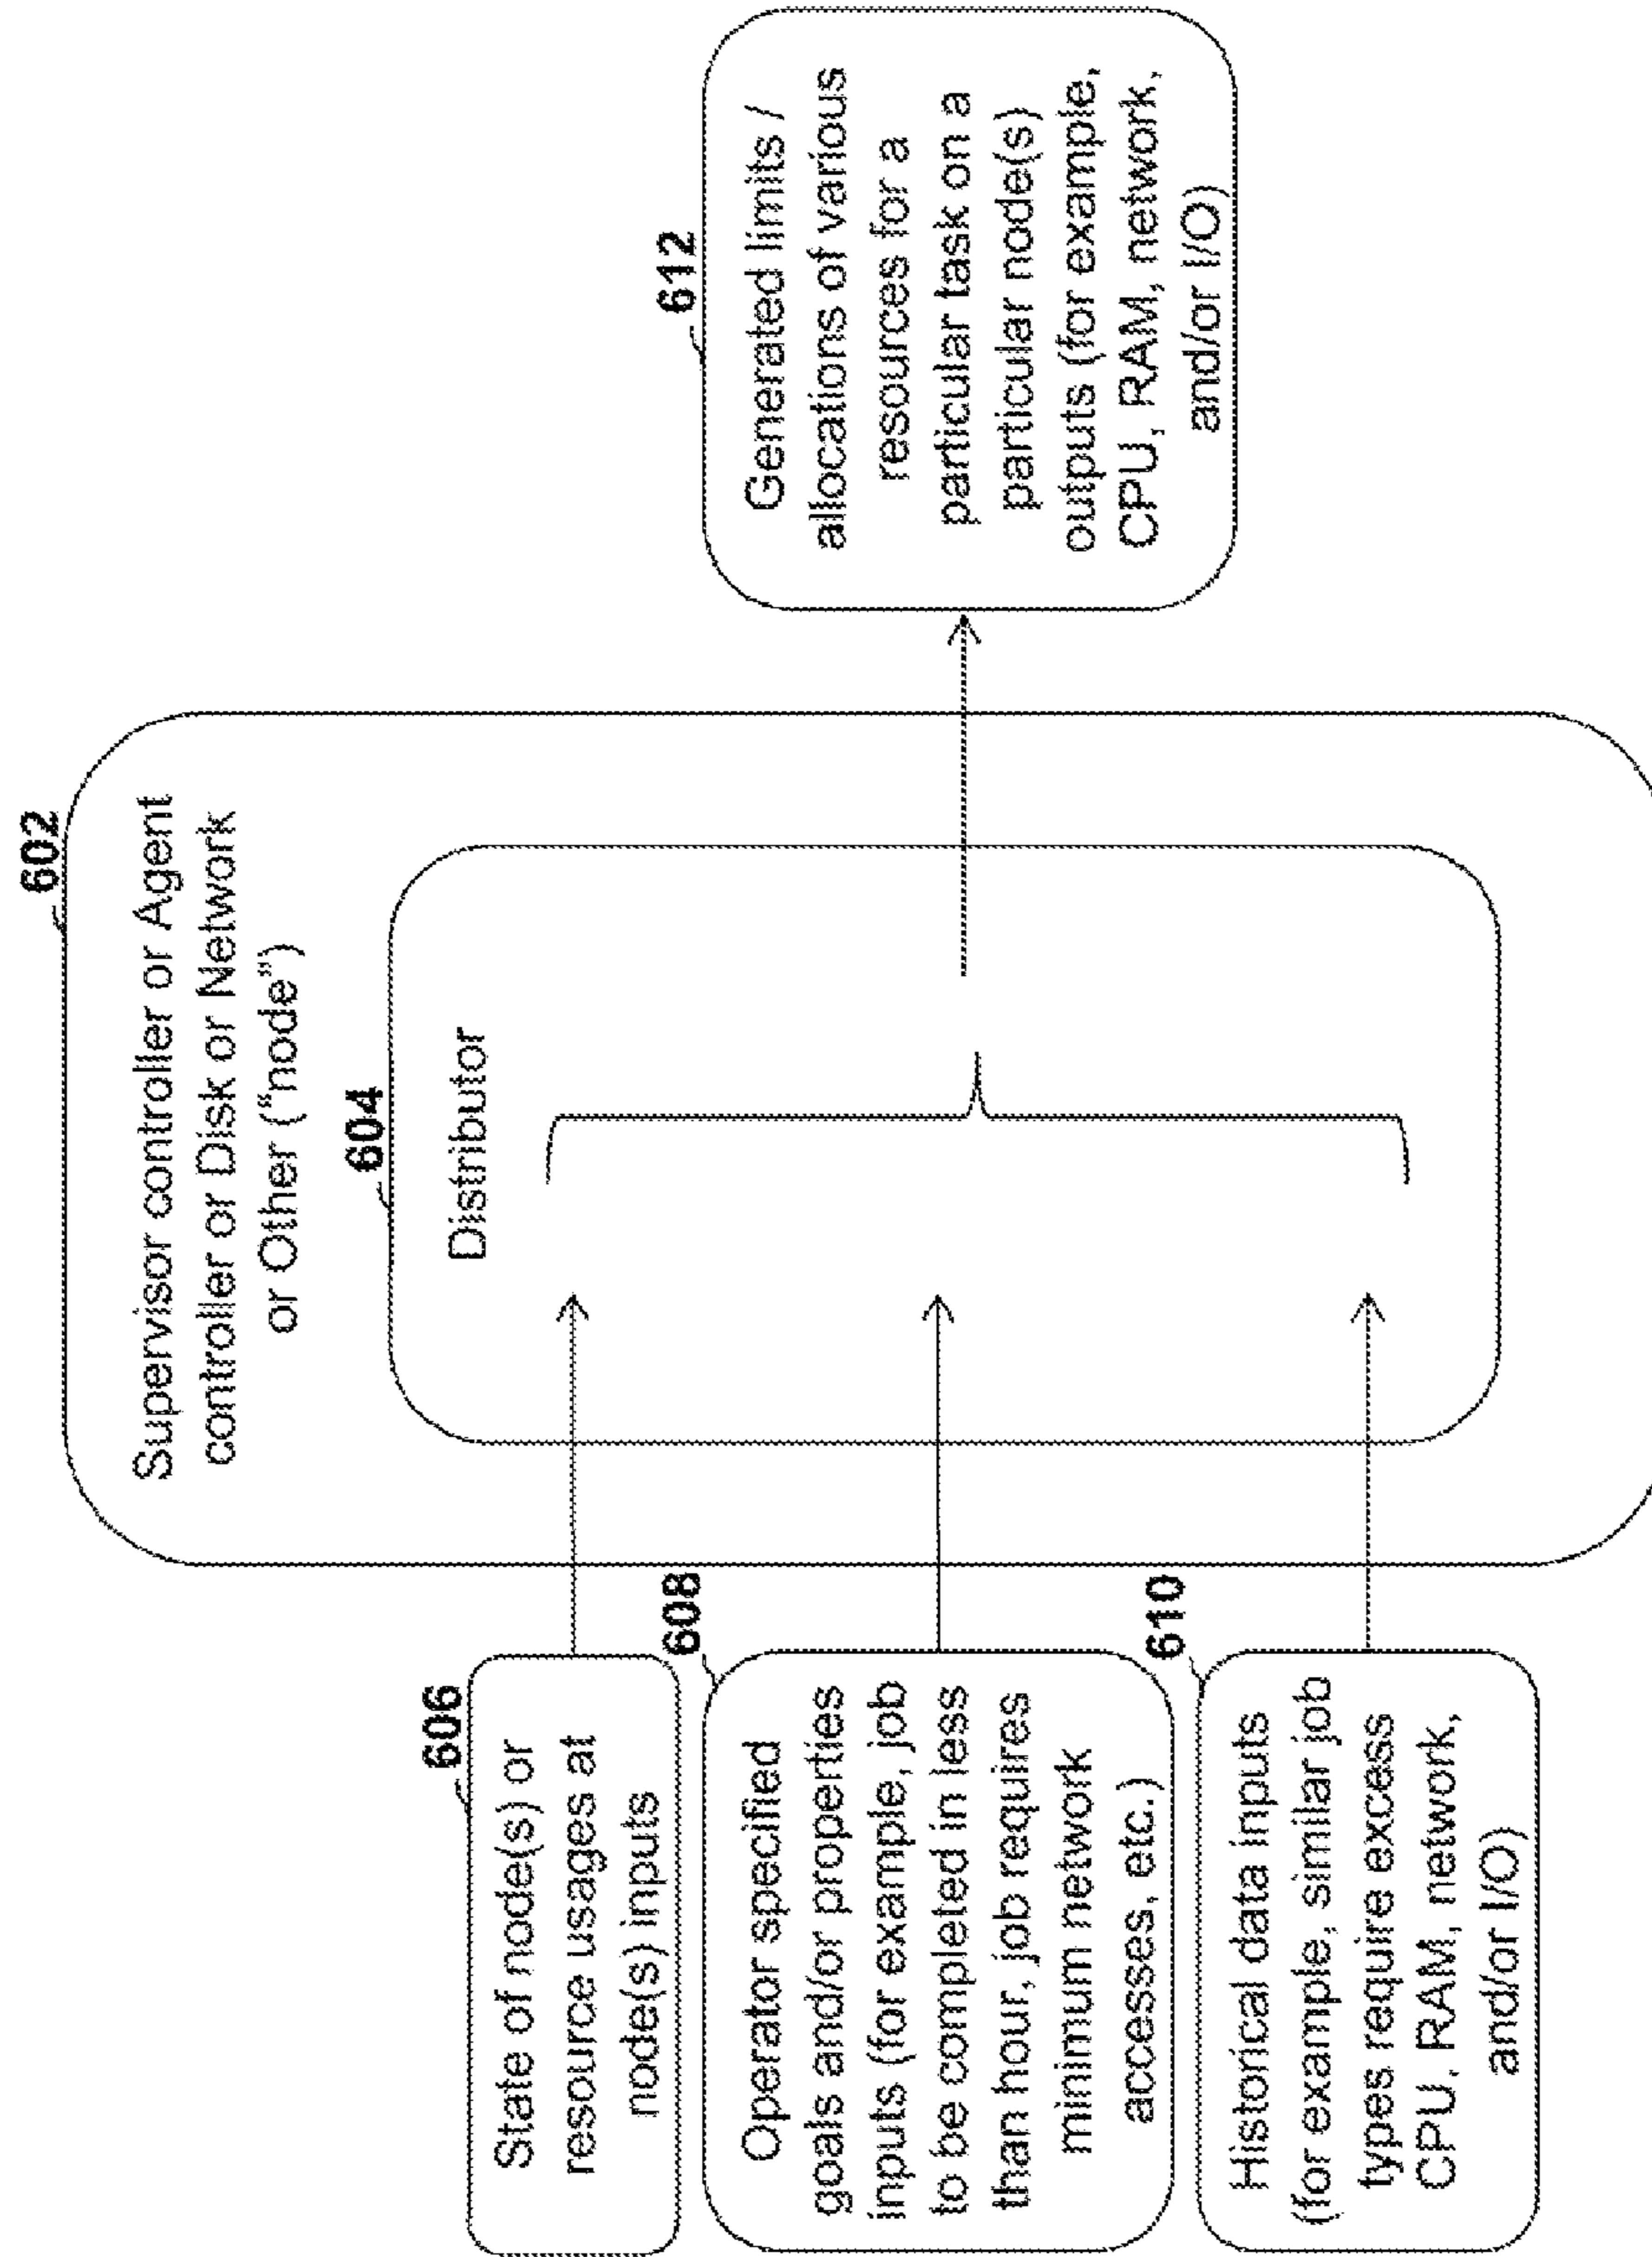 602
Supervisor controller or Agent
controller or Disk or Network
or Other ("node")
604
Distributor
606
State of node(s) or
resource usages at
node(s) inputs
608
Operator specified
goals and/or properties
inputs (for example, job
to be completed in less
than hour, job requires
minimum network
accesses, etc.)
610
Historical data inputs
(for example, similar job
types require excess
CPU, RAM, network,
and/or I/O)
612
Generated limits /
allocations of various
resources for a
particular task on a
particular node(s)
outputs (for example,
CPU, RAM, network,
and/or I/O)